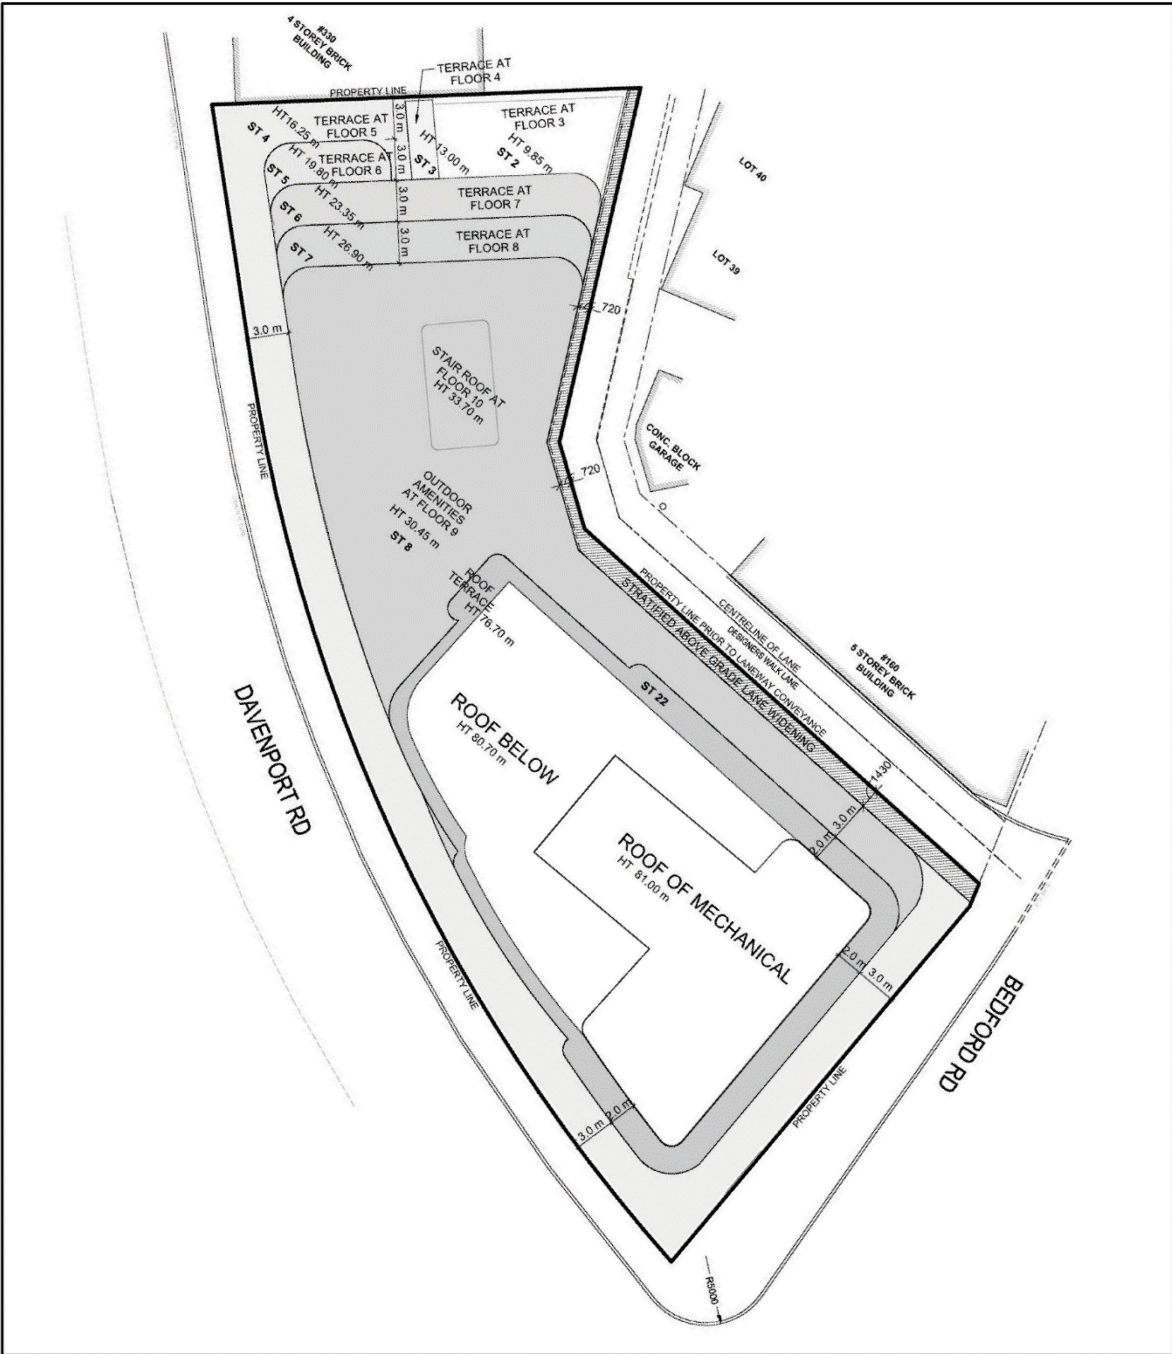 #330
4 STOREY BRICK
BUILDING
TERRACE AT
FLOOR 4
PROPERTY LINE
HT16.25 m
ST 4
TERRACE AT
FLOOR 5
3.0 m
HT 13.00 m
ST 3
TERRACE AT
FLOOR 3
HT 9.85 m
ST 2
HT 19.80 m
ST 5
TERRACE AT
FLOOR 6
3.0 m
HT 23.35 m
ST 6
3.0 m
TERRACE AT
FLOOR 7
HT 26.90 m
ST 7
3.0 m
TERRACE AT
FLOOR 8
LOT 40
LOT 39
720
3.0 m
STAIR ROOF AT
FLOOR 10
HT 33.70 m
PROPERTY LINE
CONC. BLOCK
GARAGE
720
OUTDOOR
AMENITIES
AT FLOOR 9
HT 30.45 m
ST 8
ROOF
TERRACE
HT 76.70 m
PROPERTY LINE PRIOR TO LANEWAY CONVEYANCE
STRATIFIED ABOVE GRADE LANE WIDENING
CENTRELINE OF LANE
DESIGNERS WALK LANE
#160
5 STOREY BRICK
BUILDING
ST 22
DAVENPORT RD
ROOF BELOW
HT 80.70 m
1430
3.0 m
2.0 m
ROOF OF MECHANICAL
HT 81.00 m
PROPERTY LINE
2.0 m
3.0 m
BEDFORD RD
PROPERTY LINE
3.0 m
2.0 m
R5000